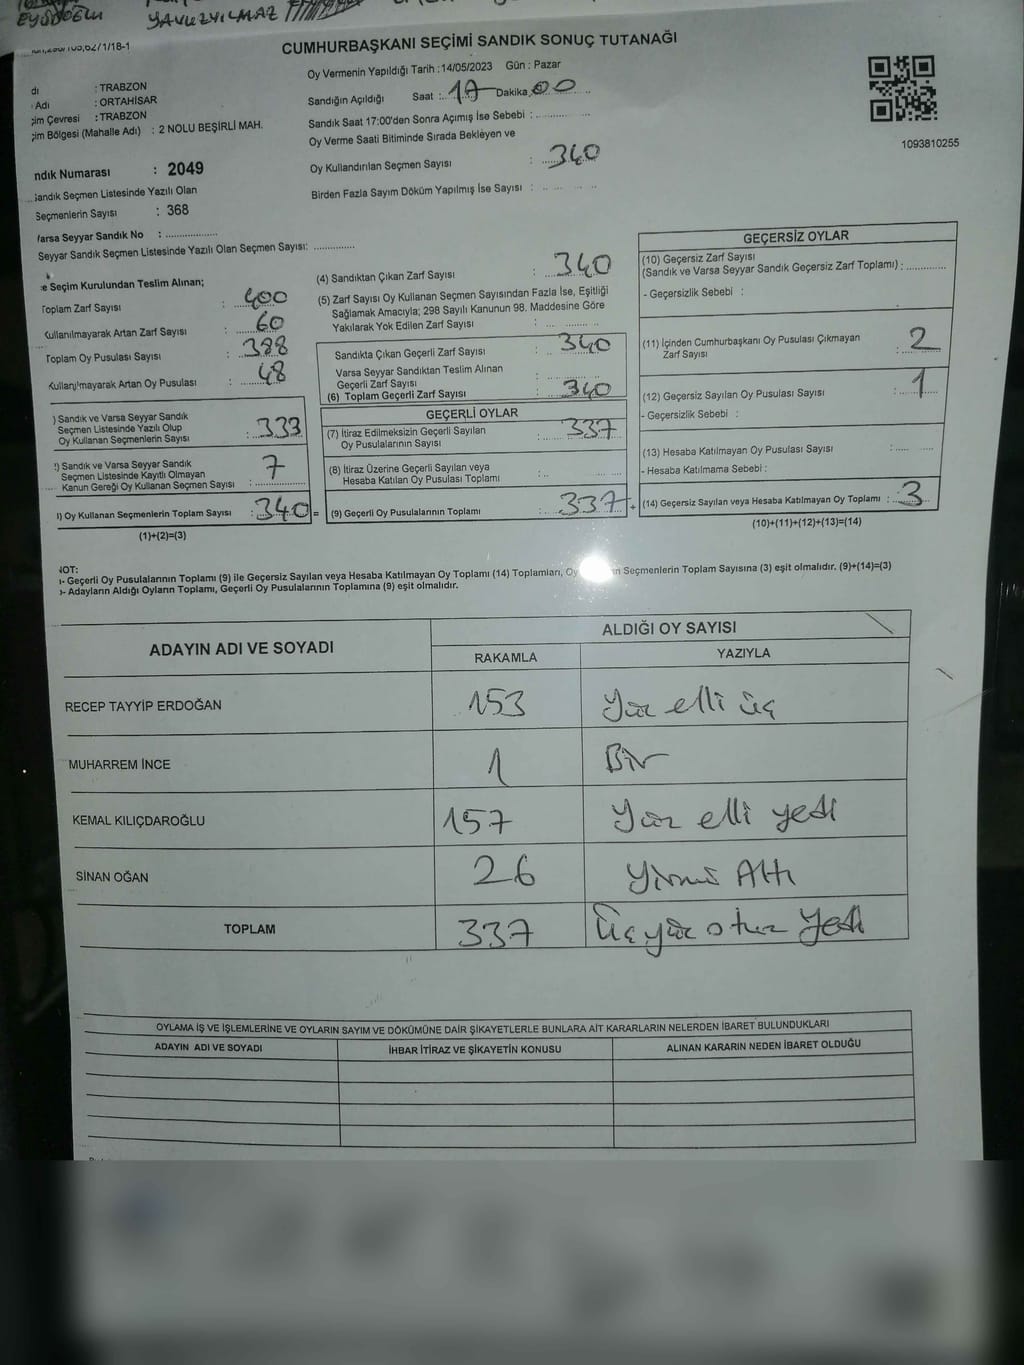 EYÜBOĞLU YAVUZYILMAZ
CUMHURBAŞKANI SEÇİMİ SANDIK SONUÇ TUTANAĞI
dı : TRABZON
Adı : ORTAHİSAR
çim Çevresi : TRABZON
çim Bölgesi (Mahalle Adı) : 2 NOLU BEŞİRLİ MAH.
ndık Numarası : 2049
Sandık Seçmen Listesinde Yazılı Olan
Seçmenlerin Sayısı : 368
Varsa Seyyar Sandık No : ..................
Seyyar Sandık Seçmen Listesinde Yazılı Olan Seçmen Sayısı: ..............
Oy Vermenin Yapıldığı Tarih :14/05/2023 Gün : Pazar
Sandığın Açıldığı Saat :.17 Dakika 00
Sandık Saat 17:00'den Sonra Açımış İse Sebebi : ..............
Oy Verme Saati Bitiminde Sırada Bekleyen ve
Oy Kullandırılan Seçmen Sayısı : 340
Birden Fazla Sayım Döküm Yapılmış İse Sayısı : ..............
1093810255
e Seçim Kurulundan Teslim Alınan;
Toplam Zarf Sayısı : 400
Kullanılmayarak Artan Zarf Sayısı : 60
Toplam Oy Pusulası Sayısı : 388
Kullanılmayarak Artan Oy Pusulası : 48
) Sandık ve Varsa Seyyar Sandık
Seçmen Listesinde Yazılı Olup
Oy Kullanan Seçmenlerin Sayısı : 333
) Sandık ve Varsa Seyyar Sandık
Seçmen Listesinde Kayıtlı Olmayan
Kanun Gereği Oy Kullanan Seçmen Sayısı : 7
) Oy Kullanan Seçmenlerin Toplam Sayısı : 340 =
(1)+(2)=(3)
(4) Sandıktan Çıkan Zarf Sayısı : 340
(5) Zarf Sayısı Oy Kullanan Seçmen Sayısından Fazla İse, Eşitliği
Sağlamak Amacıyla; 298 Sayılı Kanunun 98. Maddesine Göre
Yakılarak Yok Edilen Zarf Sayısı : ..............
Sandıkta Çıkan Geçerli Zarf Sayısı : 340
Varsa Seyyar Sandıktan Teslim Alınan
Geçerli Zarf Sayısı : ..............
(6) Toplam Geçerli Zarf Sayısı : 340
GEÇERLİ OYLAR
(7) İtiraz Edilmeksizin Geçerli Sayılan
Oy Pusulalarının Sayısı : 337
(8) İtiraz Üzerine Geçerli Sayılan veya
Hesaba Katılan Oy Pusulası Toplamı : ..............
(9) Geçerli Oy Pusulalarının Toplamı : 337 +
GEÇERSİZ OYLAR
(10) Geçersiz Zarf Sayısı
(Sandık ve Varsa Seyyar Sandık Geçersiz Zarf Toplamı) : ............
- Geçersizlik Sebebi :
(11) İçinden Cumhurbaşkanı Oy Pusulası Çıkmayan
Zarf Sayısı : 2
(12) Geçersiz Sayılan Oy Pusulası Sayısı : 1
- Geçersizlik Sebebi :
(13) Hesaba Katılmayan Oy Pusulası Sayısı : ............
- Hesaba Katılmama Sebebi :
(14) Geçersiz Sayılan veya Hesaba Katılmayan Oy Toplamı : 3
(10)+(11)+(12)+(13)=(14)
NOT:
- Geçerli Oy Pusulalarının Toplamı (9) ile Geçersiz Sayılan veya Hesaba Katılmayan Oy Toplamı (14) Toplamları, Oy Seçmenlerin Toplam Sayısına (3) eşit olmalıdır. (9)+(14)=(3)
- Adayların Aldığı Oyların Toplamı, Geçerli Oy Pusulalarının Toplamına (9) eşit olmalıdır.
ADAYIN ADI VE SOYADI ALDIĞI OY SAYISI
RAKAMLA YAZIYLA
RECEP TAYYİP ERDOĞAN 153 Yüz elli üç
MUHARREM İNCE 1 Bir
KEMAL KILIÇDAROĞLU 157 Yüz elli yedi
SİNAN OĞAN 26 Yirmi Altı
TOPLAM 337 Üçyüz otuz Yedi
OYLAMA İŞ VE İŞLEMLERİNE VE OYLARIN SAYIM VE DÖKÜMÜNE DAİR ŞİKAYETLERLE BUNLARA AİT KARARLARIN NELERDEN İBARET BULUNDUKLARI
ADAYIN ADI VE SOYADI İHBAR İTİRAZ VE ŞİKAYETİN KONUSU ALINAN KARARIN NEDEN İBARET OLDUĞU